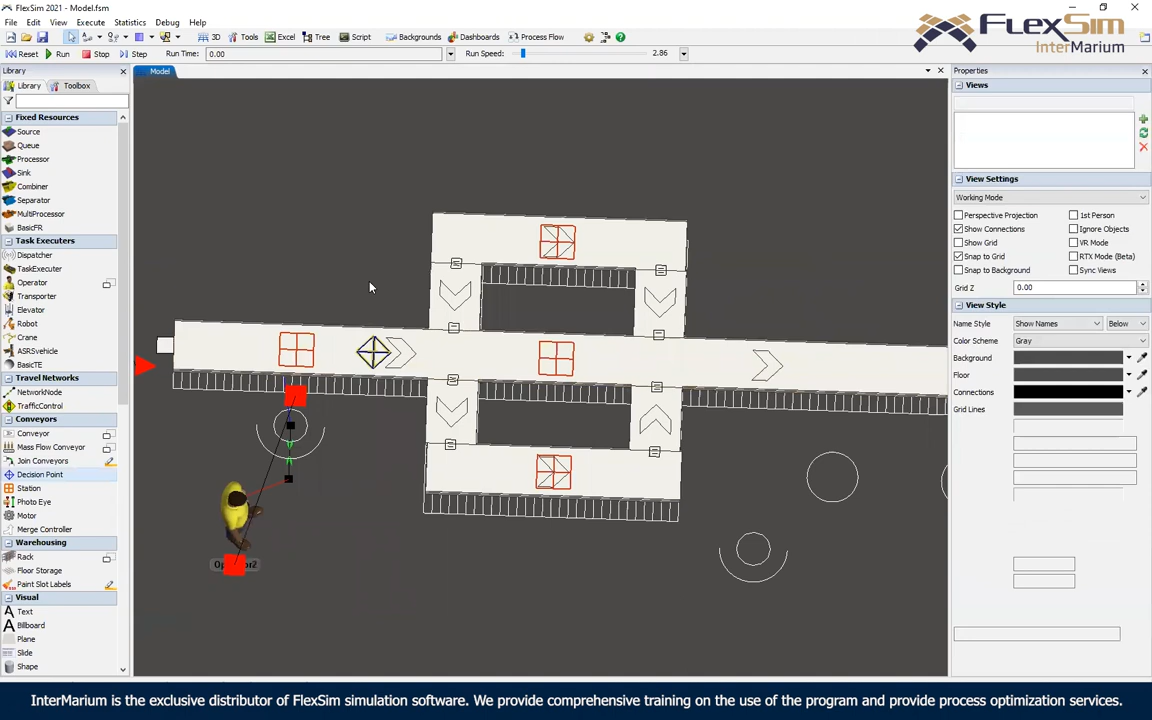 FlexSim 2021 - Model.fsm
File Edit View Execute Statistics Debug Help
3D Tools Excel Tree Script Backgrounds Dashboards Process Flow
Reset Run Stop Step Run Time: 0.00 Run Speed: 2.86
FLEXSIM
InterMarium
Library
Library Toolbox
Fixed Resources
Source
Queue
Processor
Sink
Combiner
Separator
MultiProcessor
BasicFR
Task Executers
Dispatcher
TaskExecuter
Operator
Transporter
Elevator
Robot
Crane
ASRSvehicle
BasicTE
Travel Networks
NetworkNode
TrafficControl
Conveyors
Conveyor
Mass Flow Conveyor
Join Conveyors
Decision Point
Station
Photo Eye
Motor
Merge Controller
Warehousing
Rack
Floor Storage
Paint Slot Labels
Visual
Text
Billboard
Plane
Slide
Shape
Model
Properties
Views
View Settings
Working Mode
Perspective Projection 1st Person
Show Connections Ignore Objects
Show Grid VR Mode
Snap to Grid RTX Mode (Beta)
Snap to Background Sync Views
Grid Z 0.00
View Style
Name Style Show Names Below
Color Scheme Gray
Background
Floor
Connections
Grid Lines
InterMarium is the exclusive distributor of FlexSim simulation software. We provide comprehensive training on the use of the program and provide process optimization services.